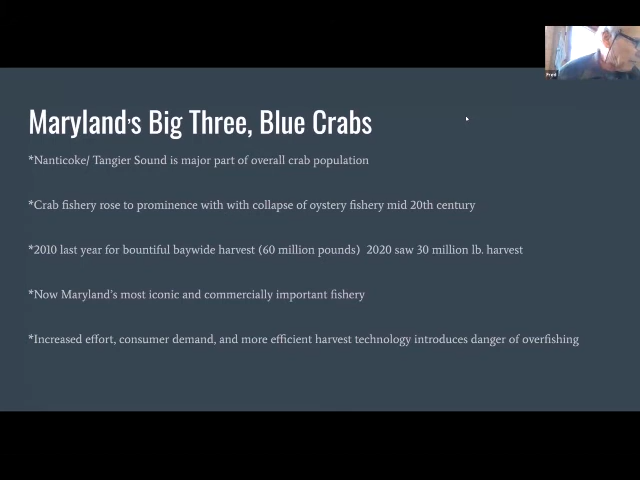 Fred
Maryland's Big Three, Blue Crabs
*Nanticoke/ Tangier Sound is major part of overall crab population
*Crab fishery rose to prominence with with collapse of oystery fishery mid 20th century
*2010 last year for bountiful baywide harvest (60 million pounds)  2020 saw 30 million lb. harvest
*Now Maryland's most iconic and commercially important fishery
*Increased effort, consumer demand, and more efficient harvest technology introduces danger of overfishing